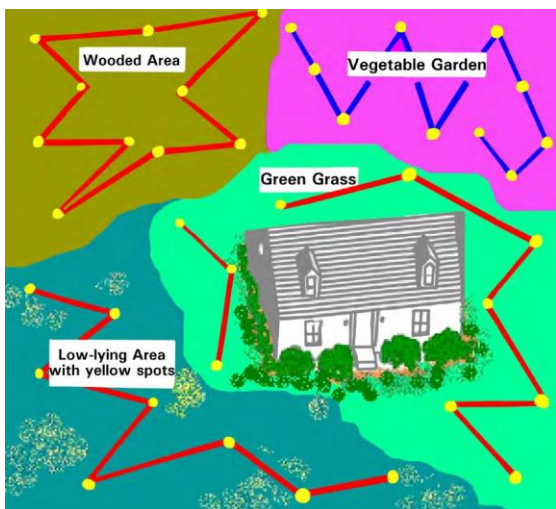 Wooded Area
Vegetable Garden
Green Grass
Low-lying Area
with yellow spots